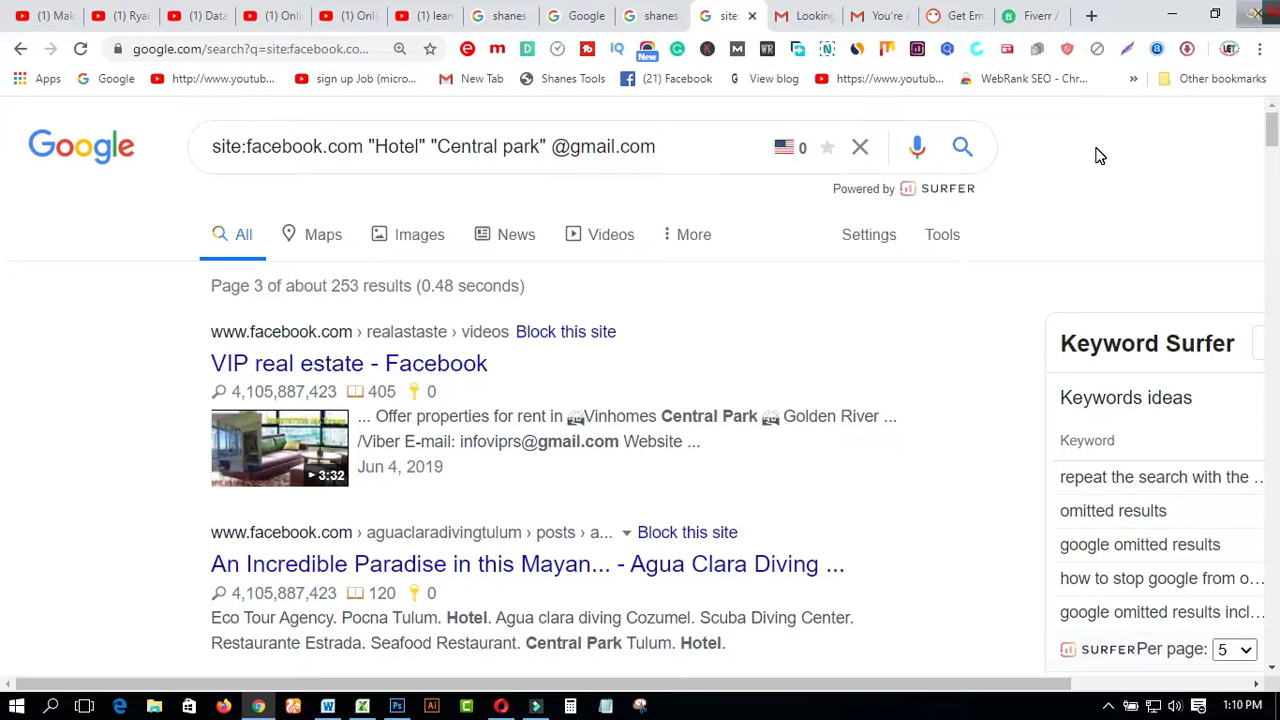 (1) Mak
(1) Ryan
(1) Data
(1) Onli
(1) Onli
(1) lear
shanes
Google
shanes
site:
Looking
You're A
Get Em
Fiverr /
google.com/search?q=site:facebook.co...
New
Apps
Google
http://www.youtub...
sign up Job (micro...
New Tab
Shanes Tools
(21) Facebook
View blog
https://www.youtu...
WebRank SEO - Chr...
»
Other bookmarks
Google
site:facebook.com "Hotel" "Central park" @gmail.com
0
Powered by SURFER
All
Maps
Images
News
Videos
More
Settings
Tools
Page 3 of about 253 results (0.48 seconds)
www.facebook.com › realastaste › videos Block this site
VIP real estate - Facebook
4,105,887,423 405 0
... Offer properties for rent in Vinhomes Central Park Golden River ...
/Viber E-mail: infoviprs@gmail.com Website ...
Jun 4, 2019
3:32
www.facebook.com › aguaclaradivingtulum › posts › a... Block this site
An Incredible Paradise in this Mayan... - Agua Clara Diving ...
4,105,887,423 120 0
Eco Tour Agency. Pocna Tulum. Hotel. Agua clara diving Cozumel. Scuba Diving Center.
Restaurante Estrada. Seafood Restaurant. Central Park Tulum. Hotel.
Keyword Surfer
Keywords ideas
Keyword
repeat the search with the ...
omitted results
google omitted results
how to stop google from o...
google omitted results incl...
SURFER Per page: 5
1:10 PM